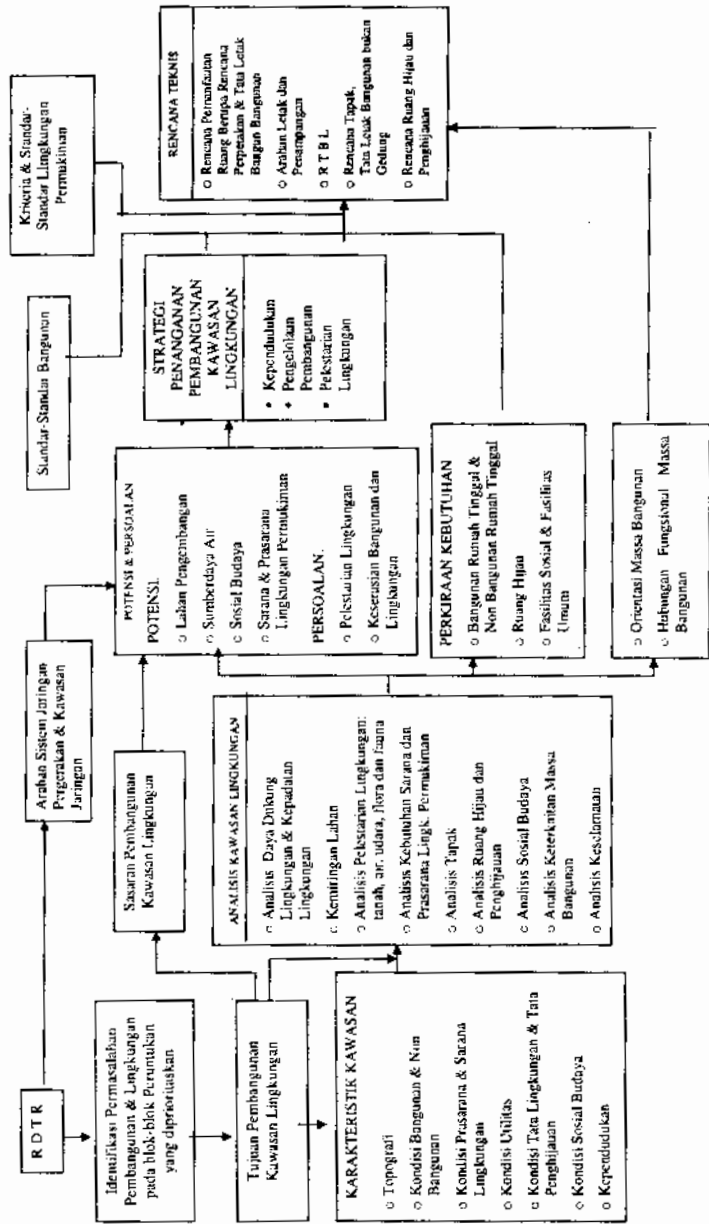 R D T R
Identifikasi Permasalahan
Pembangunan & Lingkungan
pada blok-blok Peruntukan
yang diprioritaskan
Tujuan Pembangunan
Kawasan Lingkungan
KARAKTERISTIK KAWASAN
o Topografi
o Kondisi Bangunan & Non
Bangunan
o Kondisi Prasarana & Sarana
Lingkungan
o Kondisi Utilitas
o Kondisi Tata Lingkungan & Tata
Penghijauan
o Kondisi Sosial Budaya
o Kependudukan
Arahan Sistem Jaringan
Pergerakan & Kawasan
Jaringan
Sasaran Pembangunan
Kawasan Lingkungan
ANALISIS KAWASAN LINGKUNGAN
o Analisis Daya Dukung
Lingkungan & Kepadatan
Lingkungan
o Kemiringan Lahan
o Analisis Pelestarian Lingkungan:
tanah, air, udara, flora dan fauna
o Analisis Kebutuhan Sarana dan
Prasarana Lingk. Permukiman
o Analisis Tapak
o Analisis Ruang Hijau dan
Penghijauan
o Analisis Sosial Budaya
o Analisis Keterkaitan Massa
Bangunan
o Analisis Keselamatan
POTENSI & PERSOALAN
POTENSI.
o Lahan Pengembangan
o Sumberdaya Air
o Sosial Budaya
o Sarana & Prasarana
Lingkungan Permukiman
PERSOALAN.
o Pelestarian Lingkungan
o Keserasian Bangunan dan
Lingkungan
PERKIRAAN KEBUTUHAN
o Bangunan Rumah Tinggal &
Non Bangunan Rumah Tinggal
o Ruang Hijau
o Fasilitas Sosial & Fasilitas
Umum
o Orientasi Massa Bangunan
o Hubungan Fungsional Massa
Bangunan
Standar-Standar Bangunan
STRATEGI
PENANGANAN
PEMBANGUNAN
KAWASAN
LINGKUNGAN
• Kependudukan
• Pengelolaan
Pembangunan
• Pelestarian
Lingkungan
Kriteria & Standar-
Standar LIngkungan
Permukiman
RENCANA TEKNIS
o Rencana Pemanfaatan
Ruang Berupa Rencana
Perpetakan & Tata Letak
Bangun Bangunan
o Arahan Letak dan
Penampangan
o R T B L
o Rencana Tapak,
Tata Letak Bangunan bukan
Gedung
o Rencana Ruang Hijau dan
Penghijauan